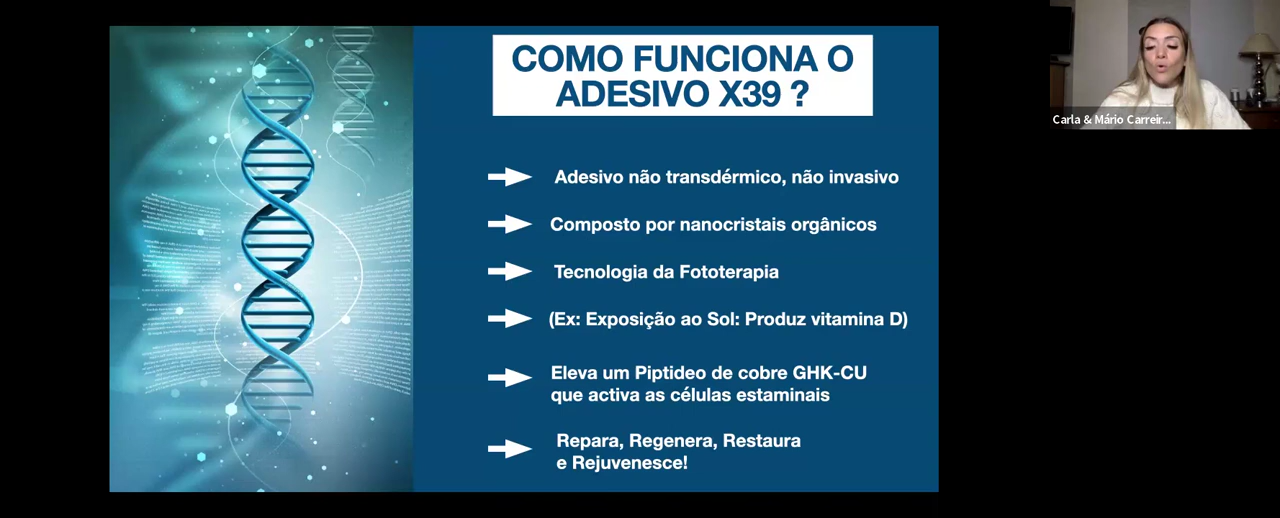 COMO FUNCIONA O
ADESIVO X39 ?
Adesivo não transdérmico, não invasivo
Composto por nanocristais orgânicos
Tecnologia da Fototerapia
(Ex: Exposição ao Sol: Produz vitamina D)
Eleva um Piptideo de cobre GHK-CU
que activa as células estaminais
Repara, Regenera, Restaura
e Rejuvenesce!
Carla & Mário Carreir...